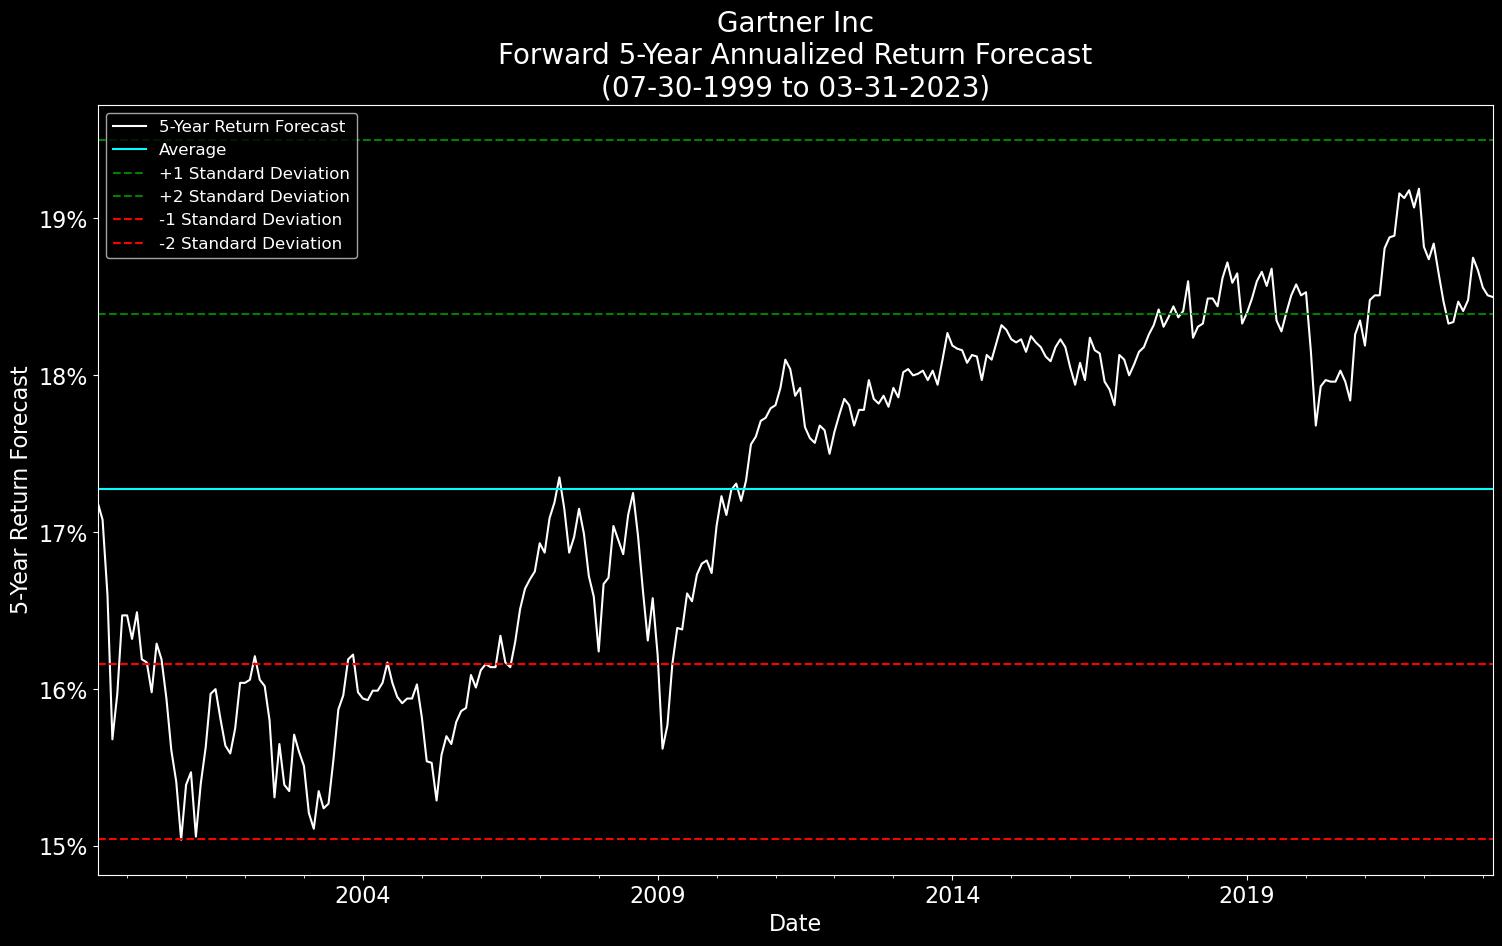 Gartner Inc
Forward 5-Year Annualized Return Forecast
(07-30-1999 to 03-31-2023)
5-Year Return Forecast
Average
+1 Standard Deviation
+2 Standard Deviation
-1 Standard Deviation
-2 Standard Deviation
19%
18%
17%
16%
15%
5-Year Return Forecast
2004
2009
2014
2019
Date